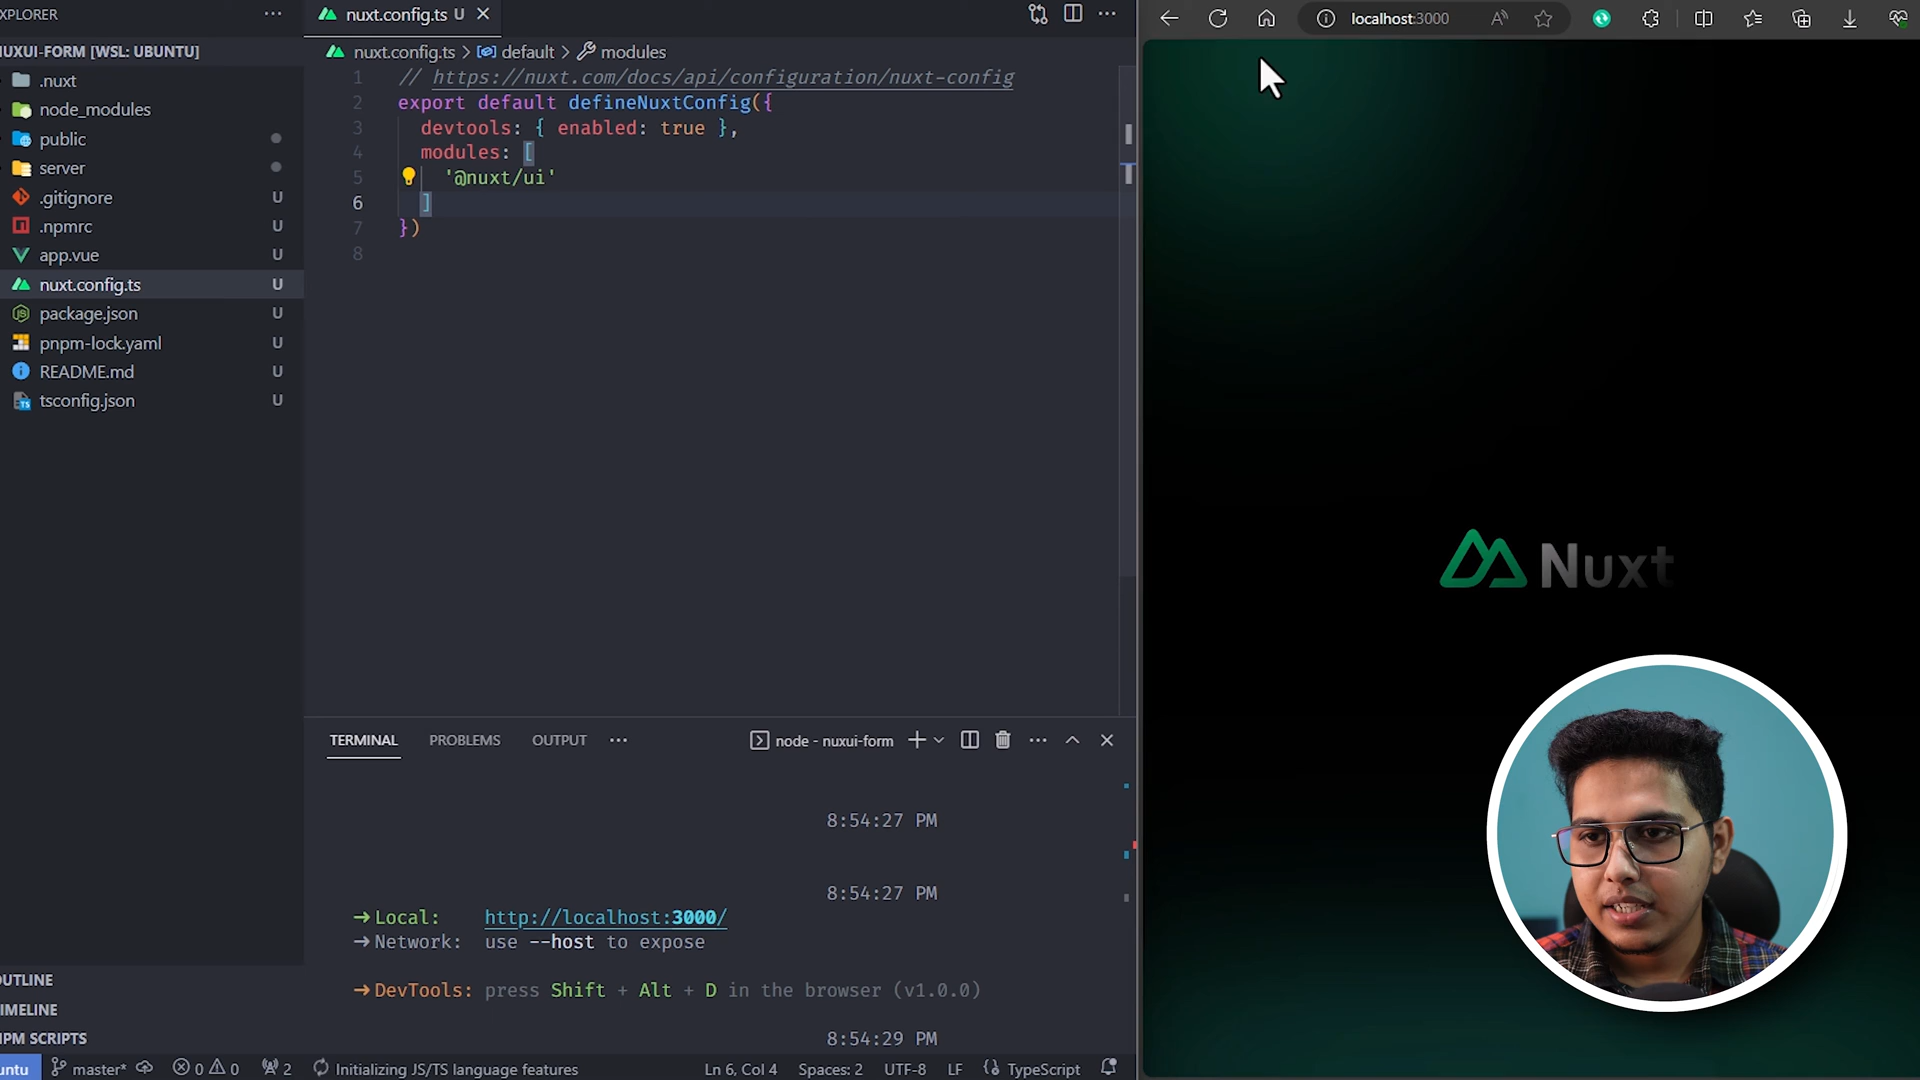 XPLORER
NUXUI-FORM [WSL: UBUNTU]
.nuxt
node_modules
public
server
.gitignore U
.npmrc U
app.vue U
nuxt.config.ts U
package.json U
pnpm-lock.yaml U
README.md U
tsconfig.json U
OUTLINE
TIMELINE
NPM SCRIPTS
nuxt.config.ts U
nuxt.config.ts > default > modules
1 // https://nuxt.com/docs/api/configuration/nuxt-config
2 export default defineNuxtConfig({
3 devtools: { enabled: true },
4 modules: [
5 '@nuxt/ui'
6 ]
7 })
8
TERMINAL PROBLEMS OUTPUT
node - nuxui-form
8:54:27 PM
8:54:27 PM
➜ Local: http://localhost:3000/
➜ Network: use --host to expose
➜ DevTools: press Shift + Alt + D in the browser (v1.0.0)
8:54:29 PM
untu master* 0 0 2 Initializing JS/TS language features Ln 6, Col 4 Spaces: 2 UTF-8 LF TypeScript
localhost:3000
Nuxt